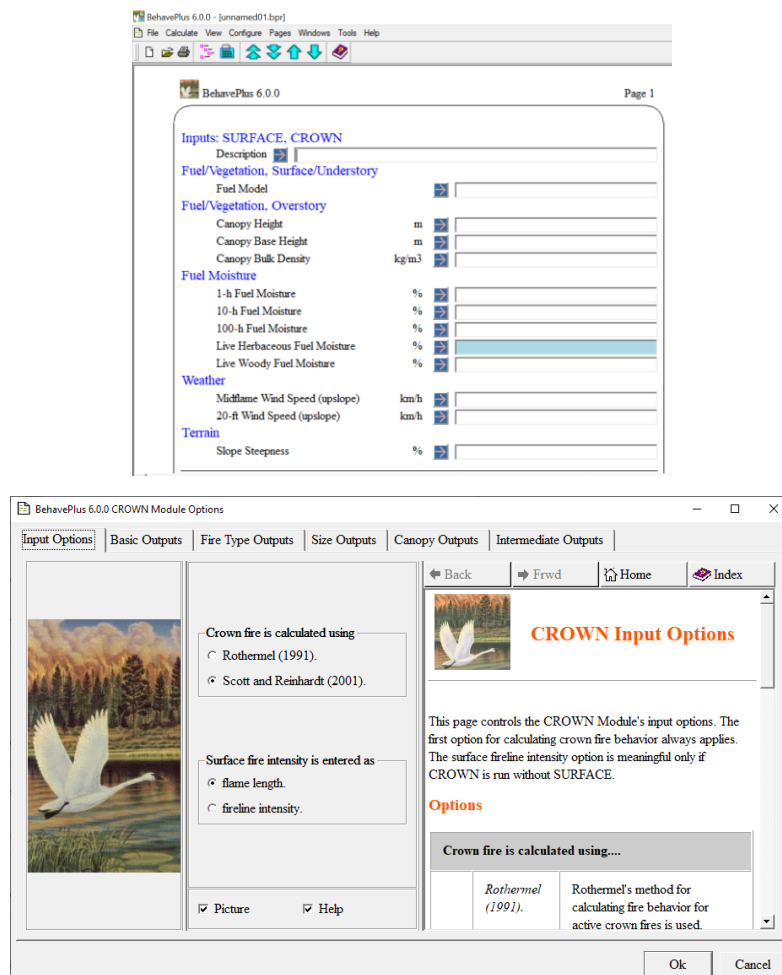 BehavePlus 6.0.0 - [unnamed01.bpr]
File Calculate View Configure Pages Windows Tools Help
BehavePlus 6.0.0 Page 1
Inputs: SURFACE, CROWN
Description
Fuel/Vegetation, Surface/Understory
Fuel Model
Fuel/Vegetation, Overstory
Canopy Height m
Canopy Base Height m
Canopy Bulk Density kg/m3
Fuel Moisture
1-h Fuel Moisture %
10-h Fuel Moisture %
100-h Fuel Moisture %
Live Herbaceous Fuel Moisture %
Live Woody Fuel Moisture %
Weather
Midflame Wind Speed (upslope) km/h
20-ft Wind Speed (upslope) km/h
Terrain
Slope Steepness %
BehavePlus 6.0.0 CROWN Module Options
Input Options Basic Outputs Fire Type Outputs Size Outputs Canopy Outputs Intermediate Outputs
Crown fire is calculated using
Rothermel (1991).
Scott and Reinhardt (2001).
Surface fire intensity is entered as
flame length.
fireline intensity.
Picture Help
Back Frwd Home Index
CROWN Input Options
This page controls the CROWN Module's input options. The
first option for calculating crown fire behavior always applies.
The surface fireline intensity option is meaningful only if
CROWN is run without SURFACE.
Options
Crown fire is calculated using....
Rothermel Rothermel's method for
(1991). calculating fire behavior for
active crown fires is used.
Ok Cancel